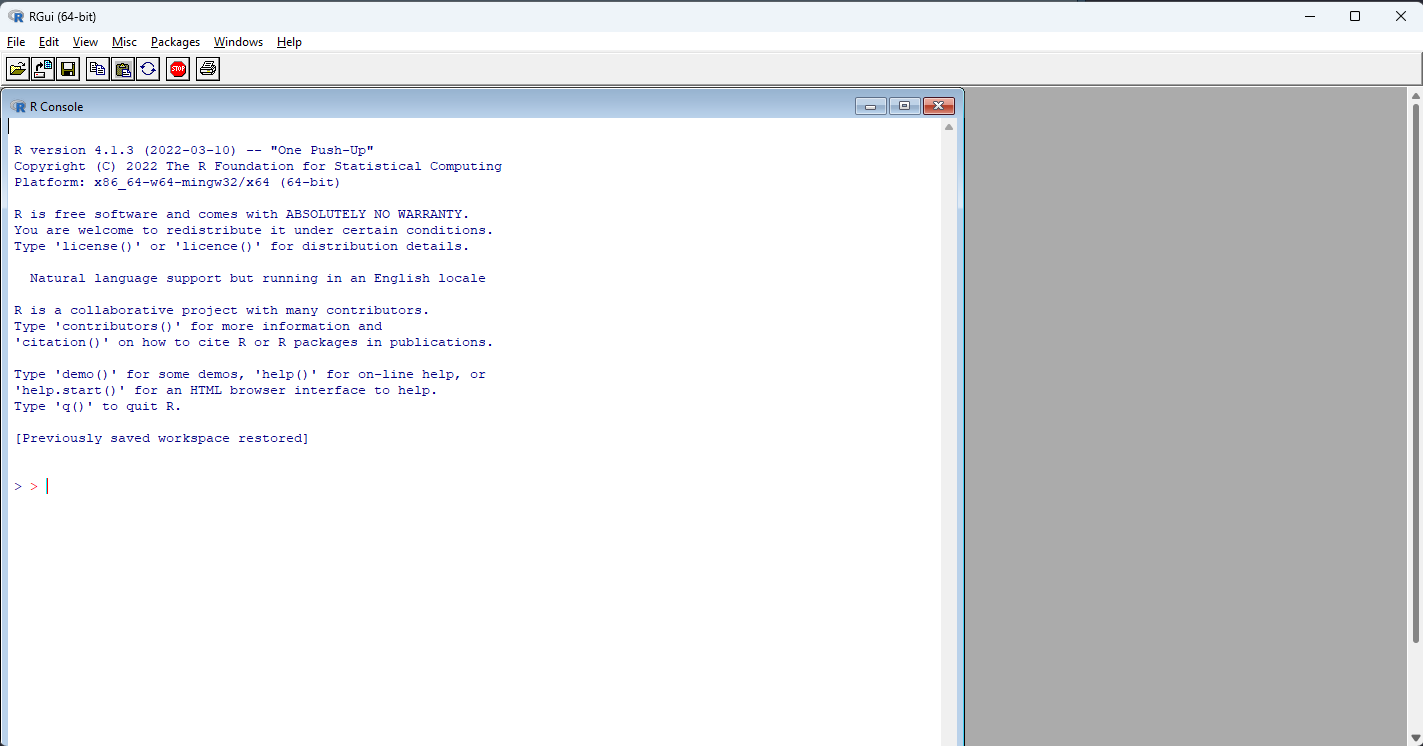 RGui (64-bit)
File Edit View Misc Packages Windows Help
STOP
R Console
R version 4.1.3 (2022-03-10) -- "One Push-Up"
Copyright (C) 2022 The R Foundation for Statistical Computing
Platform: x86_64-w64-mingw32/x64 (64-bit)
R is free software and comes with ABSOLUTELY NO WARRANTY.
You are welcome to redistribute it under certain conditions.
Type 'license()' or 'licence()' for distribution details.
Natural language support but running in an English locale
R is a collaborative project with many contributors.
Type 'contributors()' for more information and
'citation()' on how to cite R or R packages in publications.
Type 'demo()' for some demos, 'help()' for on-line help, or
'help.start()' for an HTML browser interface to help.
Type 'q()' to quit R.
[Previously saved workspace restored]
> >